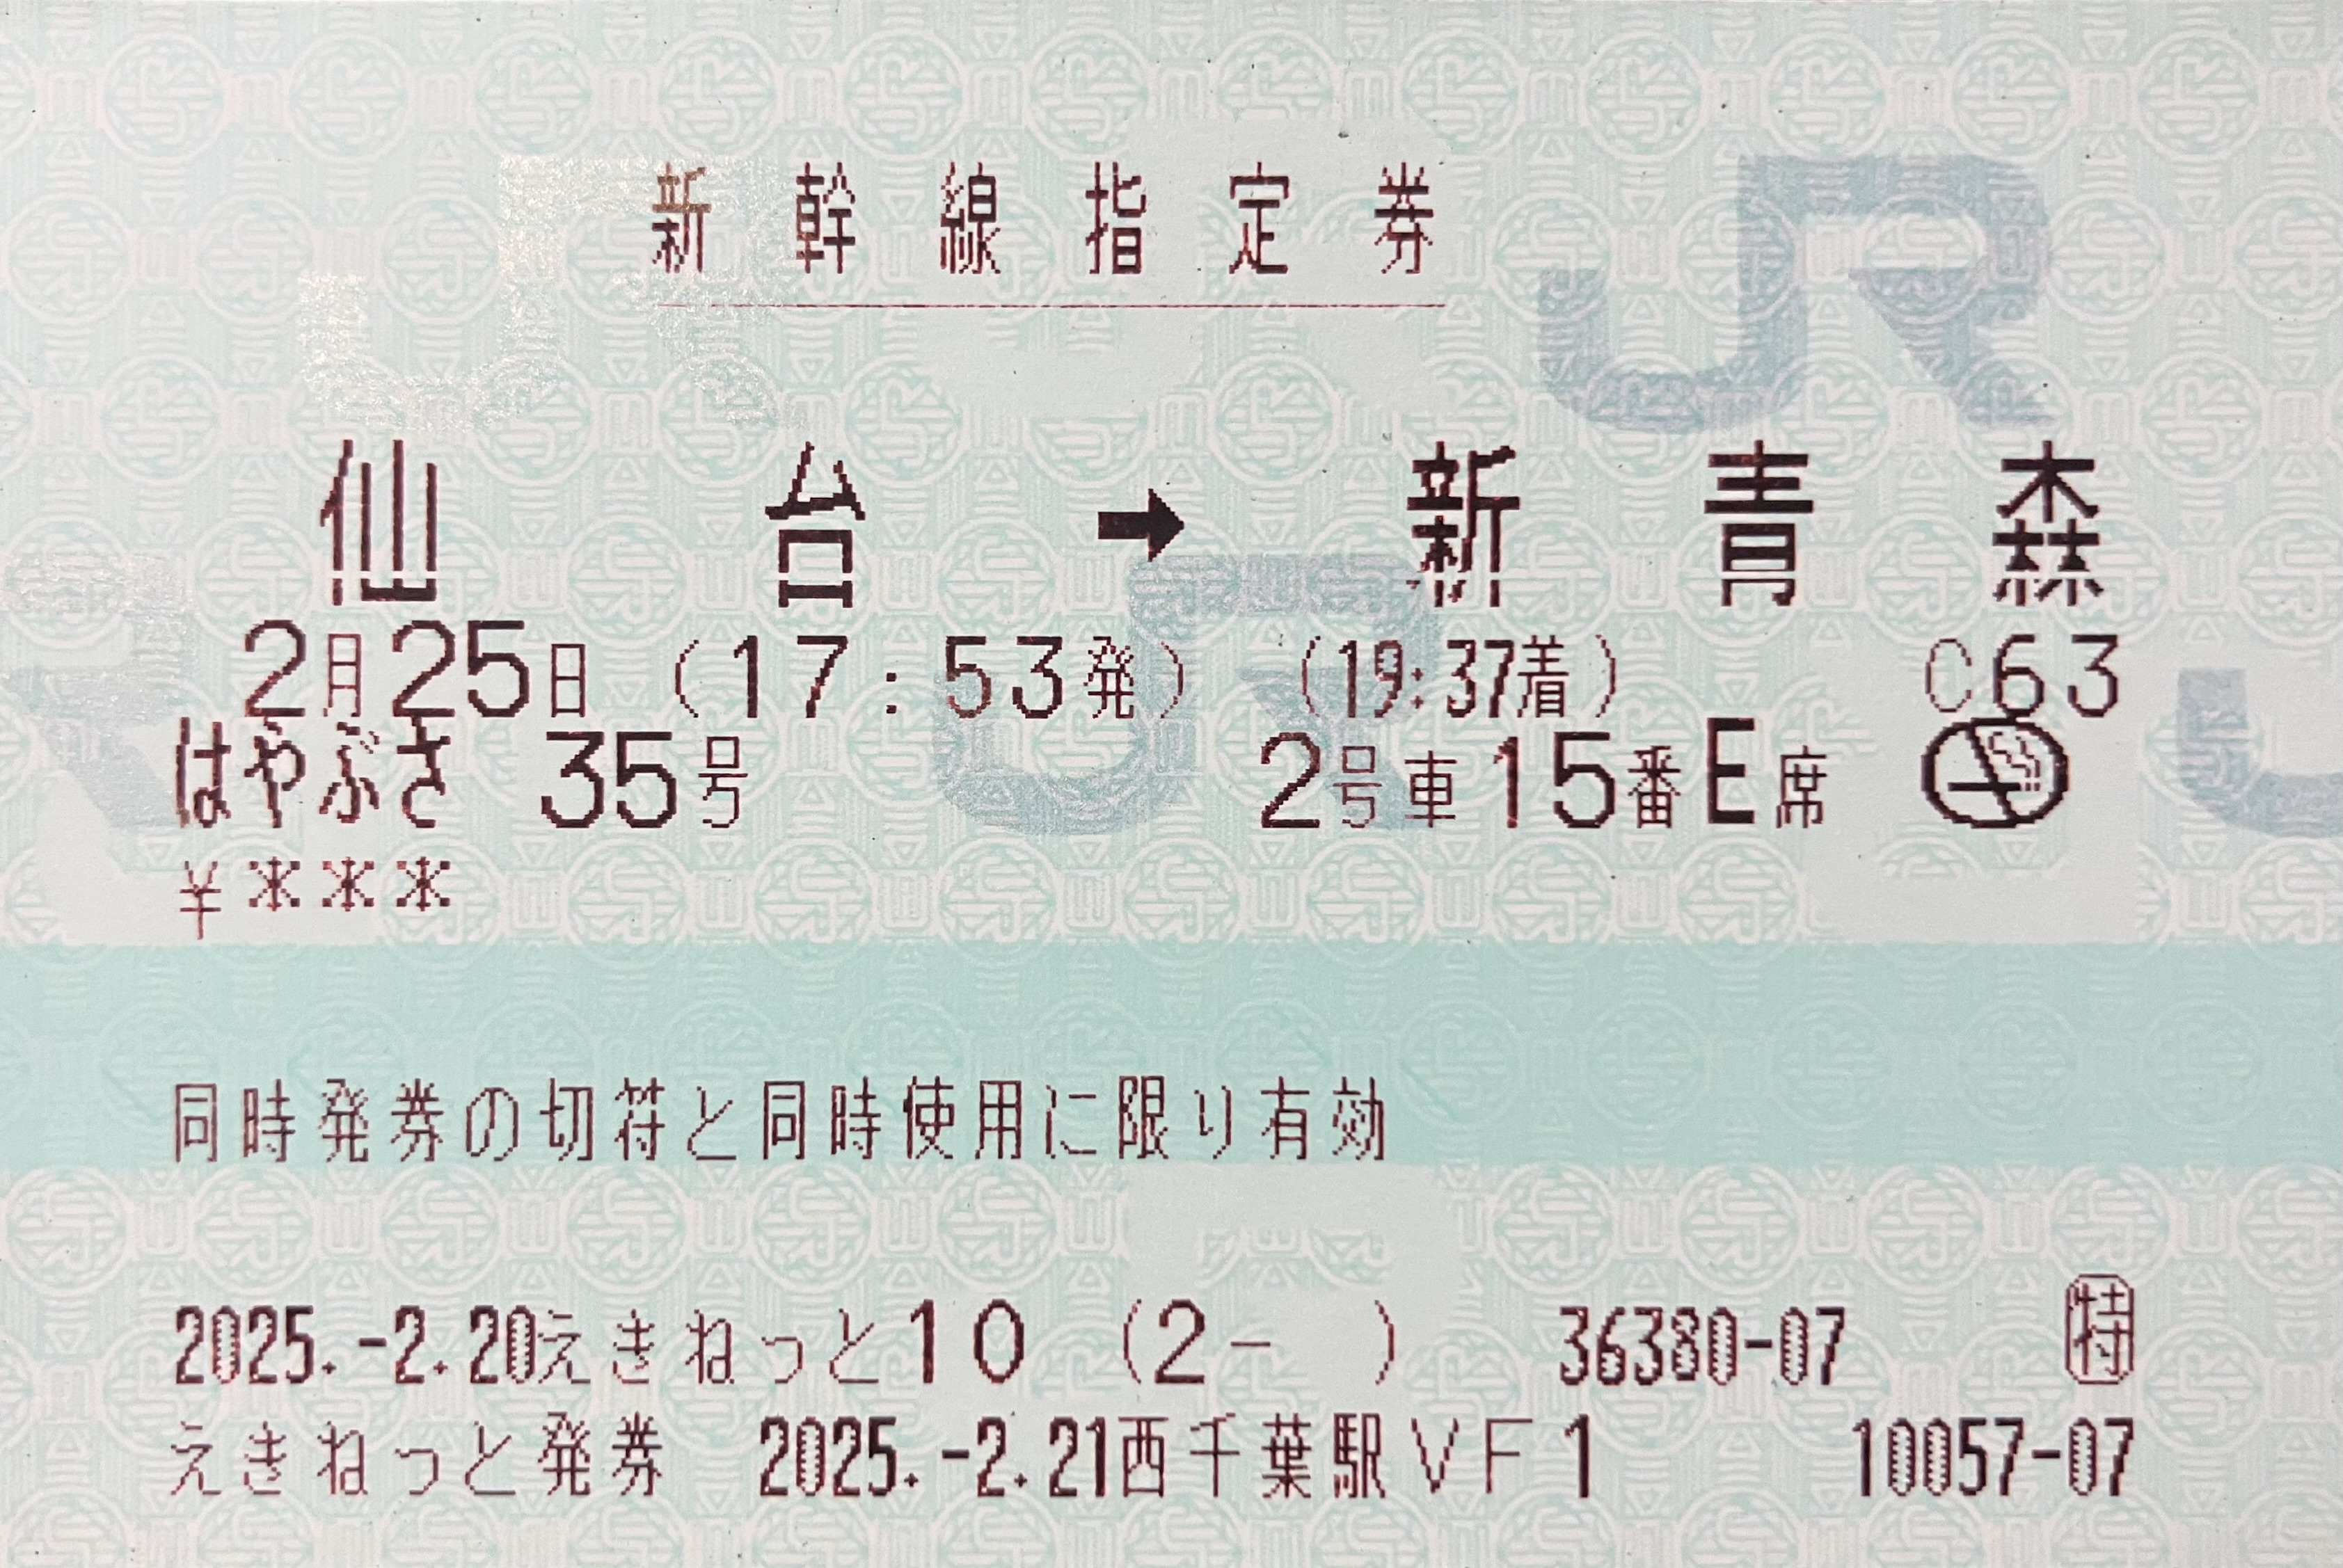 新幹線指定券
仙台→新青森
2月25日 (17:53発) (19:37着) C63
はやぶさ 35号 2号車15番E席
¥***
同時発券の切符と同時使用に限り有効
2025.-2.20えきねっと10 (2- ) 36380-07 特
えきねっと発券 2025.-2.21西千葉駅VF1 10057-07